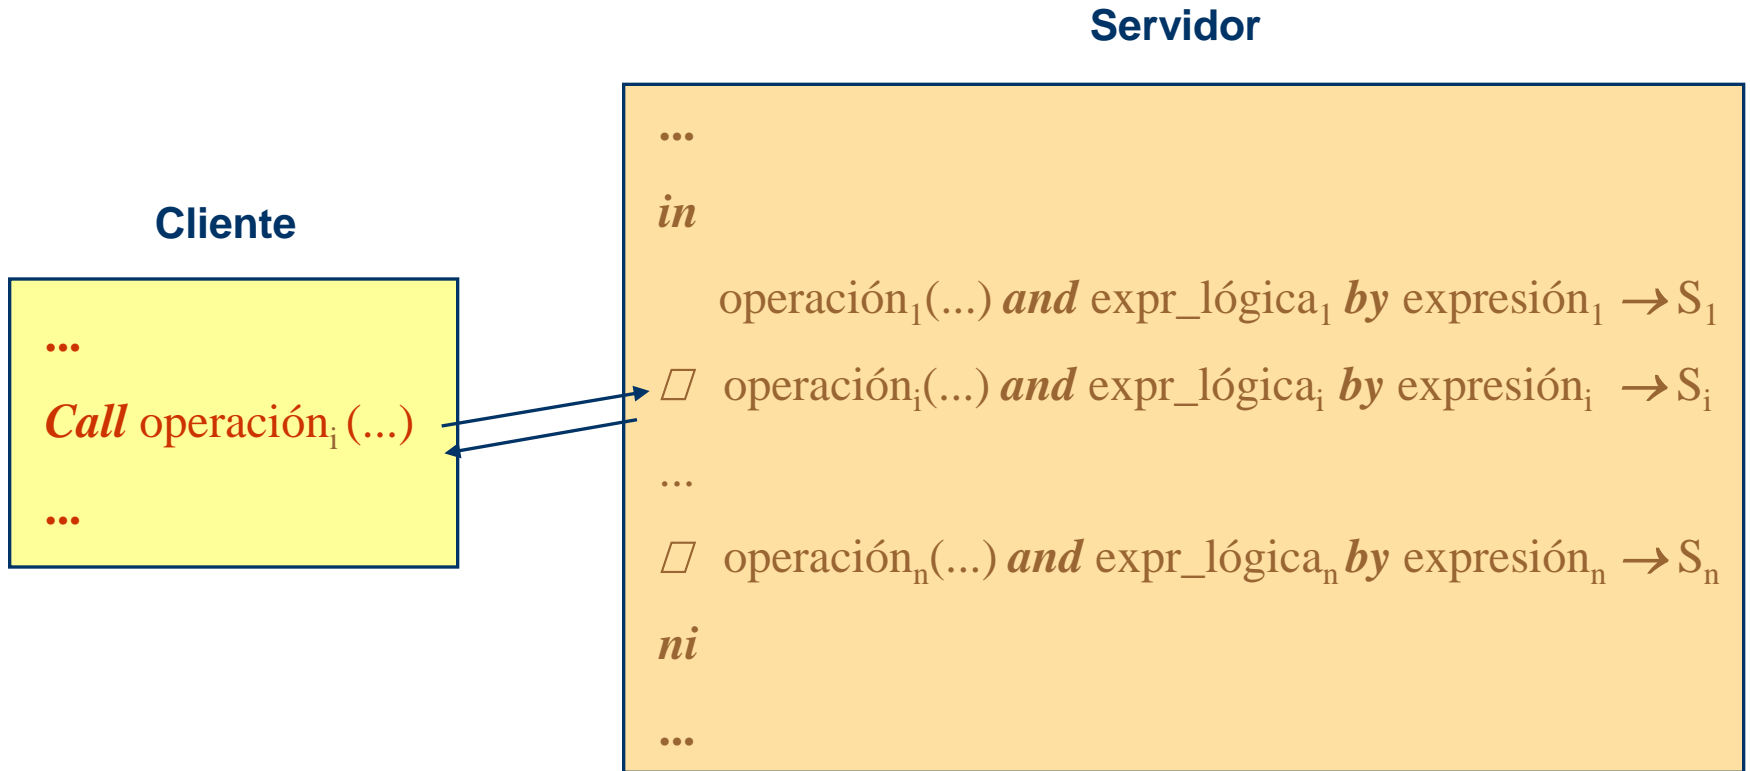 Servidor
...
in
operación₁(...) and expr_lógica₁ by expresión₁ → S₁
□ operaciónᵢ(...) and expr_lógicaᵢ by expresiónᵢ → Sᵢ
...
□ operaciónₙ(...) and expr_lógicaₙ by expresiónₙ → Sₙ
ni
...
Cliente
...
Call operaciónᵢ (...)
...